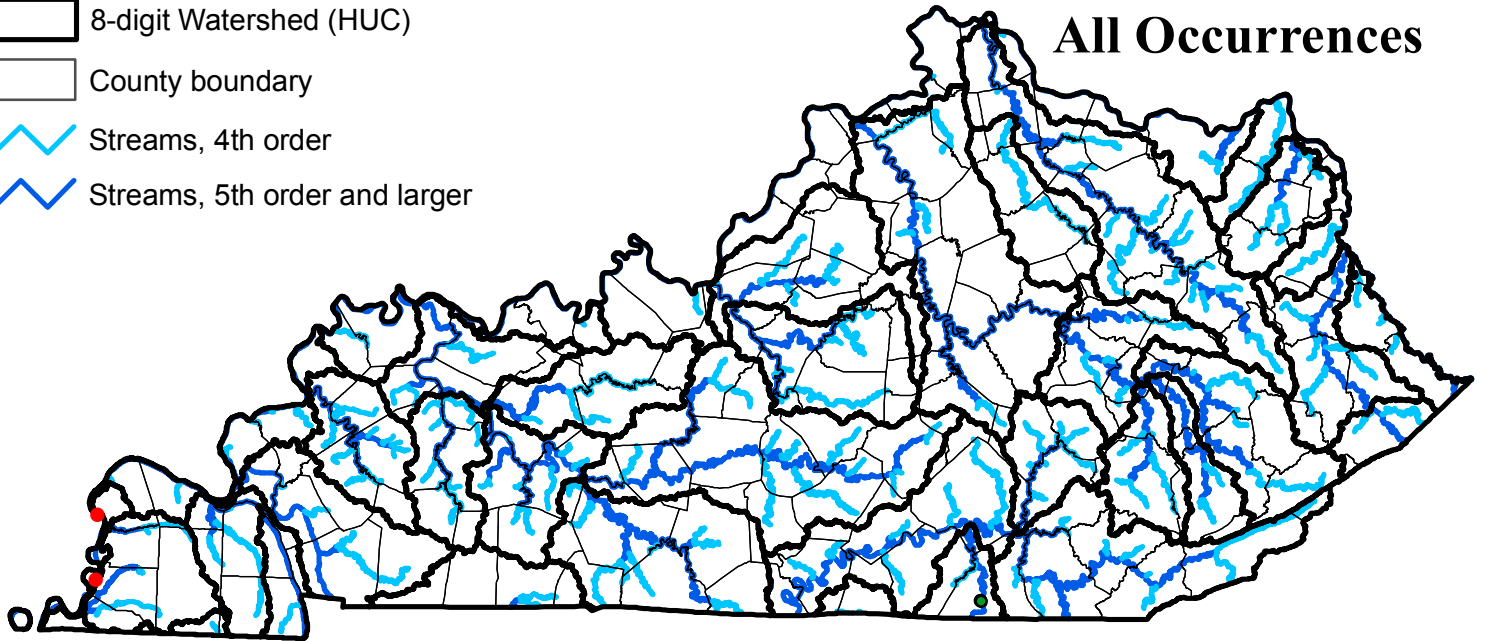 8-digit Watershed (HUC)
All Occurrences
County boundary
Streams, 4th order
Streams, 5th order and larger